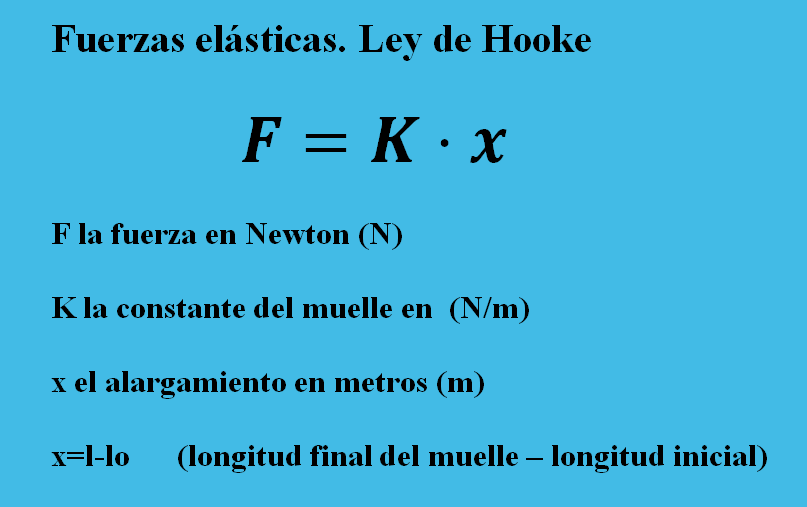 Fuerzas elásticas. Ley de Hooke
F = K · x
F la fuerza en Newton (N)
K la constante del muelle en (N/m)
x el alargamiento en metros (m)
x=l-lo (longitud final del muelle – longitud inicial)